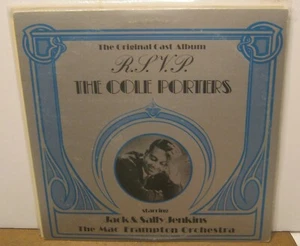 The Original Cast Album
R.S.V.P.
THE COLE PORTERS
starring
Jack & Sally Jenkins
The Mac Frampton Orchestra